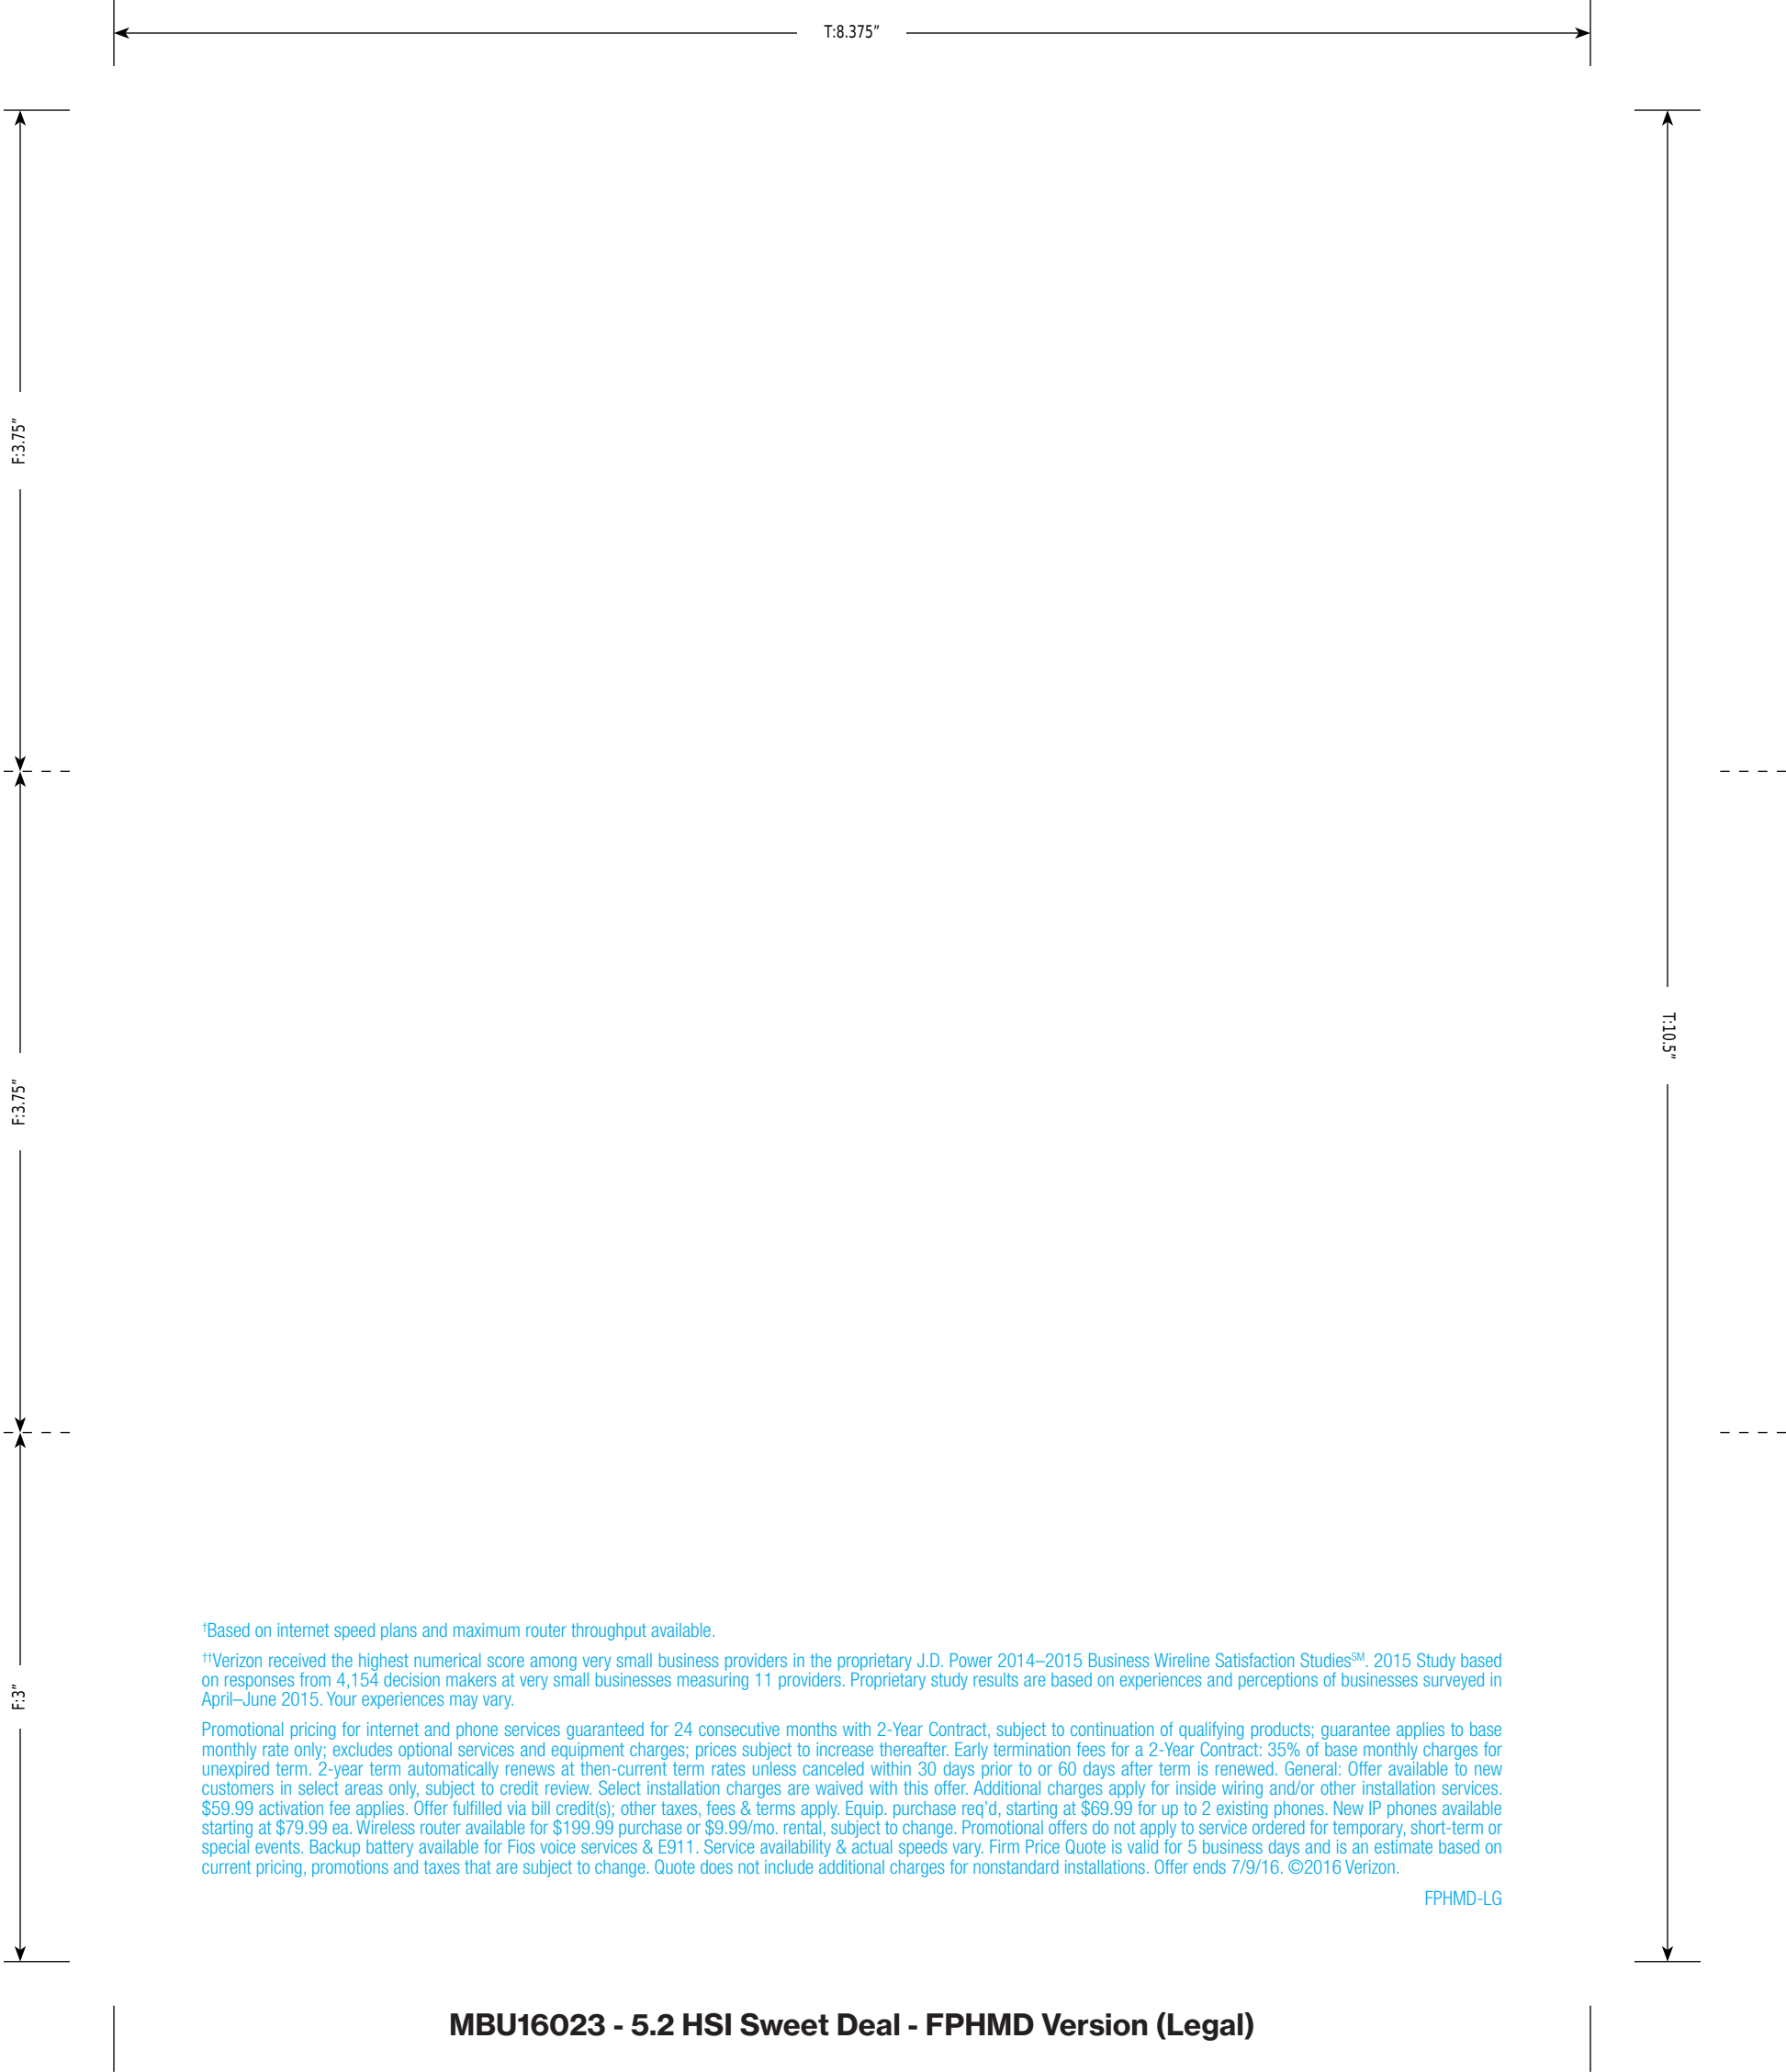 T:8.375”
F:3.75”
F:3.75”
T:10.5”
F:3”
†Based on internet speed plans and maximum router throughput available.
††Verizon received the highest numerical score among very small business providers in the proprietary J.D. Power 2014–2015 Business Wireline Satisfaction StudiesSM. 2015 Study based
on responses from 4,154 decision makers at very small businesses measuring 11 providers. Proprietary study results are based on experiences and perceptions of businesses surveyed in
April–June 2015. Your experiences may vary.
Promotional pricing for internet and phone services guaranteed for 24 consecutive months with 2-Year Contract, subject to continuation of qualifying products; guarantee applies to base
monthly rate only; excludes optional services and equipment charges; prices subject to increase thereafter. Early termination fees for a 2-Year Contract: 35% of base monthly charges for
unexpired term. 2-year term automatically renews at then-current term rates unless canceled within 30 days prior to or 60 days after term is renewed. General: Offer available to new
customers in select areas only, subject to credit review. Select installation charges are waived with this offer. Additional charges apply for inside wiring and/or other installation services.
$59.99 activation fee applies. Offer fulfilled via bill credit(s); other taxes, fees & terms apply. Equip. purchase req’d, starting at $69.99 for up to 2 existing phones. New IP phones available
starting at $79.99 ea. Wireless router available for $199.99 purchase or $9.99/mo. rental, subject to change. Promotional offers do not apply to service ordered for temporary, short-term or
special events. Backup battery available for Fios voice services & E911. Service availability & actual speeds vary. Firm Price Quote is valid for 5 business days and is an estimate based on
current pricing, promotions and taxes that are subject to change. Quote does not include additional charges for nonstandard installations. Offer ends 7/9/16. ©2016 Verizon.
FPHMD-LG
MBU16023 - 5.2 HSI Sweet Deal - FPHMD Version (Legal)